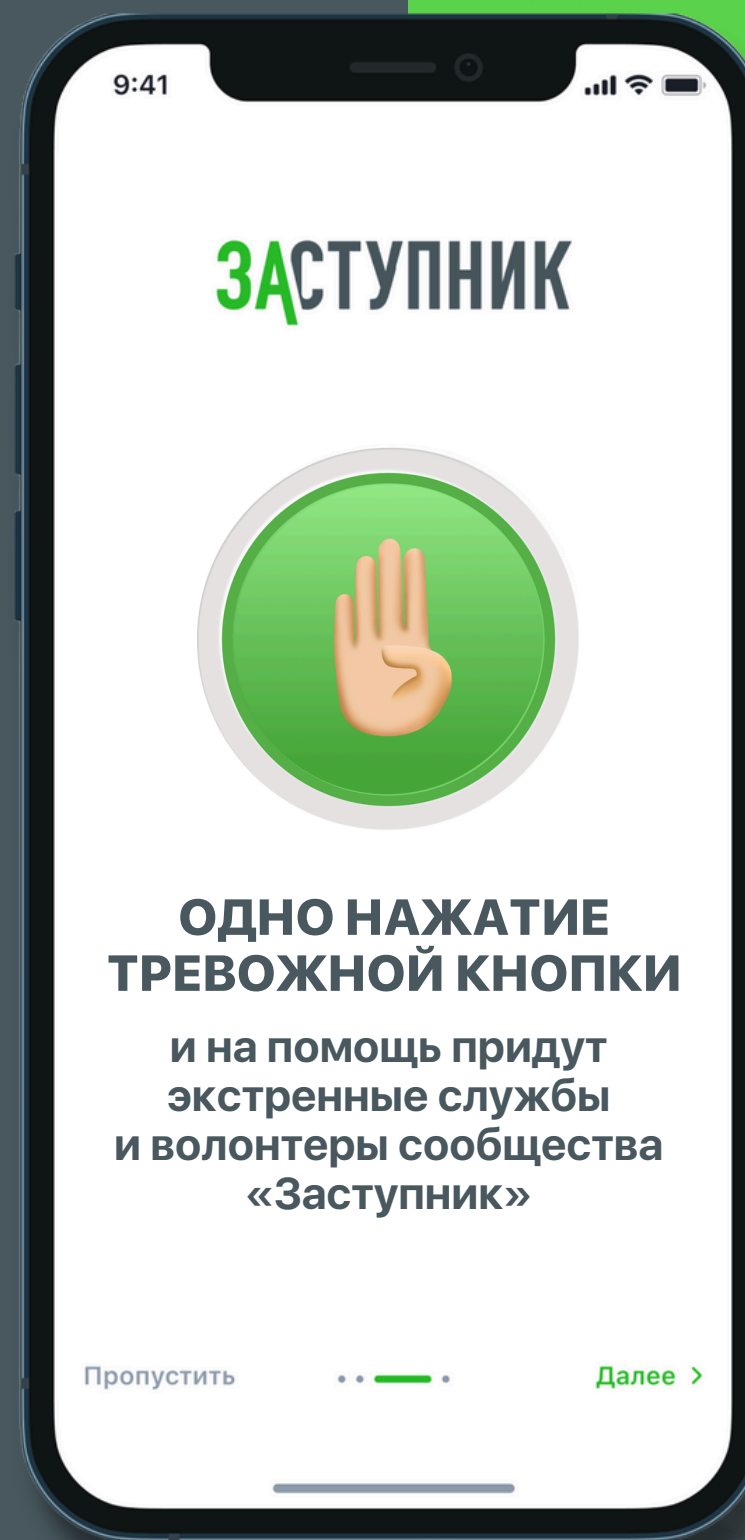 9:41
ЗАСТУПНИК
ОДНО НАЖАТИЕ
ТРЕВОЖНОЙ КНОПКИ
и на помощь придут
экстренные службы
и волонтеры сообщества
«Заступник»
Пропустить
Далее >